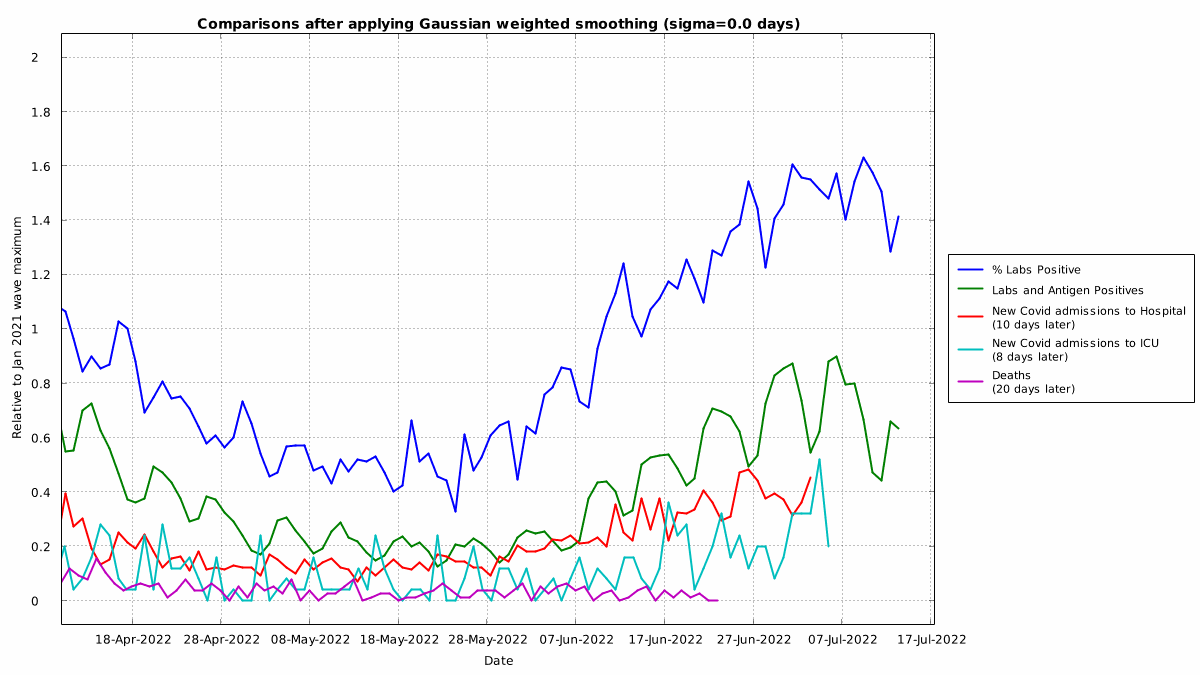 Comparisons after applying Gaussian weighted smoothing (sigma=0.0 days)
Relative to Jan 2021 wave maximum
2
1.8
1.6
1.4
1.2
1
0.8
0.6
0.4
0.2
0
18-Apr-2022
28-Apr-2022
08-May-2022
18-May-2022
28-May-2022
07-Jun-2022
17-Jun-2022
27-Jun-2022
07-Jul-2022
17-Jul-2022
Date
% Labs Positive
Labs and Antigen Positives
New Covid admissions to Hospital
(10 days later)
New Covid admissions to ICU
(8 days later)
Deaths
(20 days later)